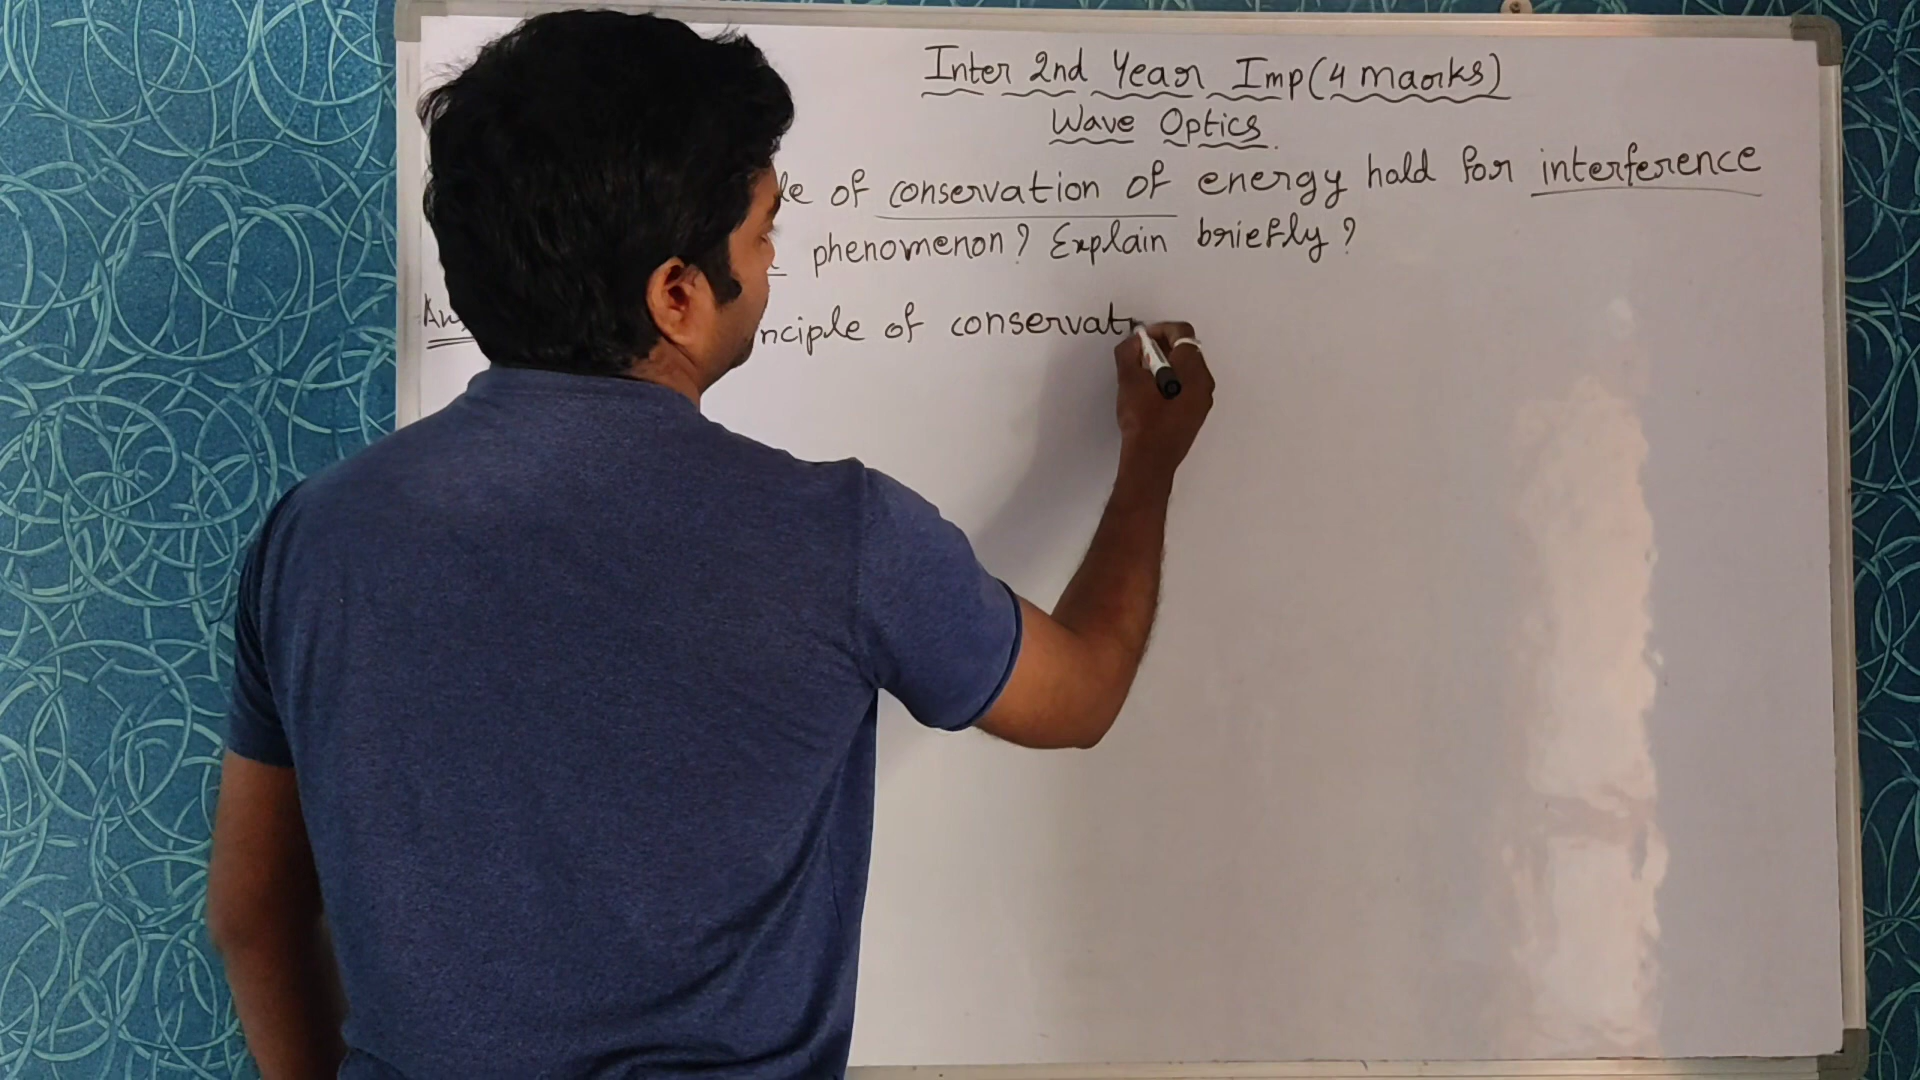 Inter 2nd Year Imp (4 marks)
Wave Optics
of conservation of energy hold for interference
phenomenon? Explain briefly?
nciple of conservat